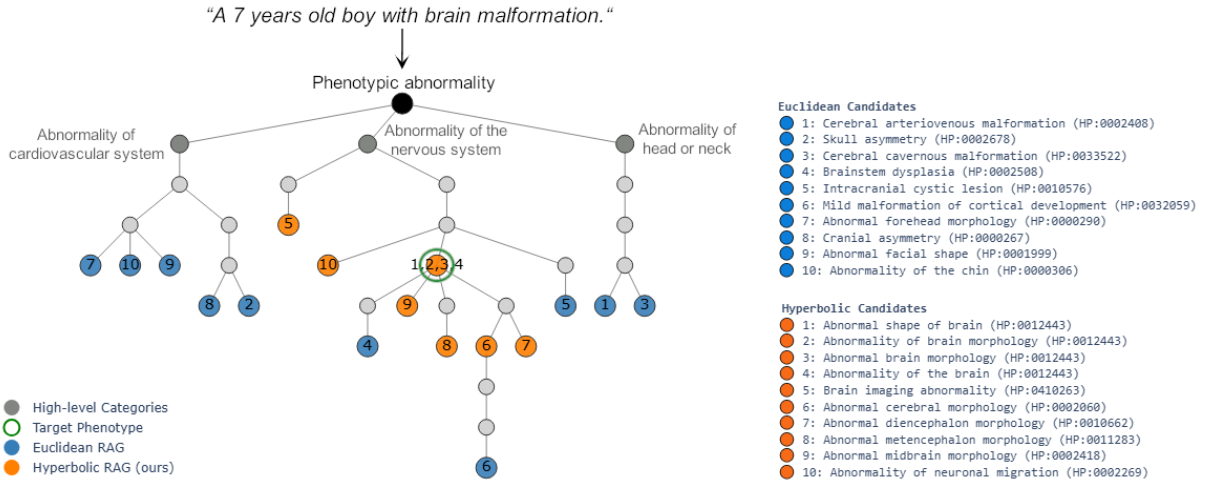 "A 7 years old boy with brain malformation."
Phenotypic abnormality
Abnormality of
cardiovascular system
Abnormality of the
nervous system
Abnormality of
head or neck
5
7
10
9
10
1,2,3,4
8
2
9
5
1
3
4
8
6
7
6
High-level Categories
Target Phenotype
Euclidean RAG
Hyperbolic RAG (ours)
Euclidean Candidates
1: Cerebral arteriovenous malformation (HP:0002408)
2: Skull asymmetry (HP:0002678)
3: Cerebral cavernous malformation (HP:0033522)
4: Brainstem dysplasia (HP:0002508)
5: Intracranial cystic lesion (HP:0010576)
6: Mild malformation of cortical development (HP:0032059)
7: Abnormal forehead morphology (HP:0000290)
8: Cranial asymmetry (HP:0000267)
9: Abnormal facial shape (HP:0001999)
10: Abnormality of the chin (HP:0000306)
Hyperbolic Candidates
1: Abnormal shape of brain (HP:0012443)
2: Abnormality of brain morphology (HP:0012443)
3: Abnormal brain morphology (HP:0012443)
4: Abnormality of the brain (HP:0012443)
5: Brain imaging abnormality (HP:0410263)
6: Abnormal cerebral morphology (HP:0002060)
7: Abnormal diencephalon morphology (HP:0010662)
8: Abnormal metencephalon morphology (HP:0011283)
9: Abnormal midbrain morphology (HP:0002418)
10: Abnormality of neuronal migration (HP:0002269)